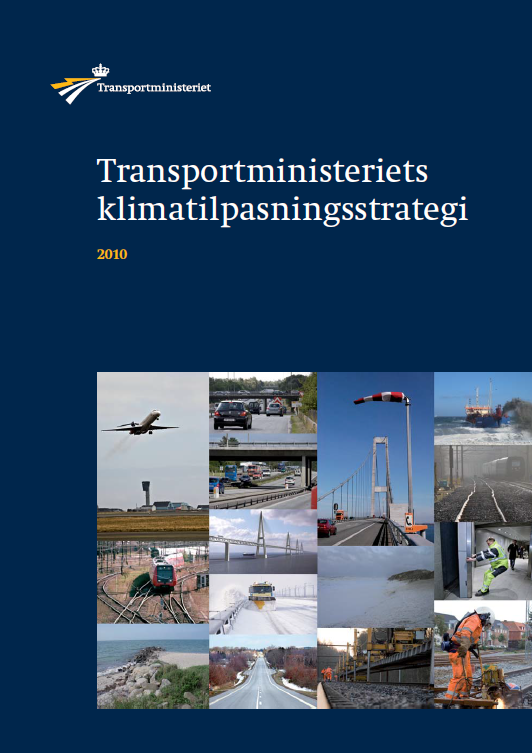 Transportministeriet
Transportministeriets
klimatilpasningsstrategi
2010